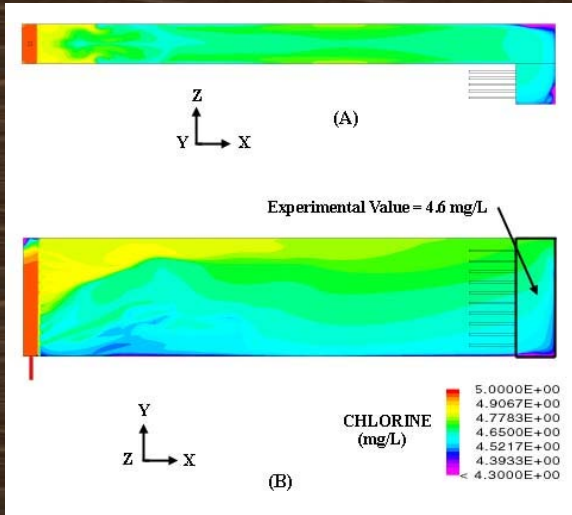 Z
Y X
(A)
Experimental Value = 4.6 mg/L
5.0000E+00
4.9067E+00
4.7783E+00
4.6500E+00
4.5217E+00
4.3933E+00
< 4.3000E+00
CHLORINE
(mg/L)
Y
Z X
(B)